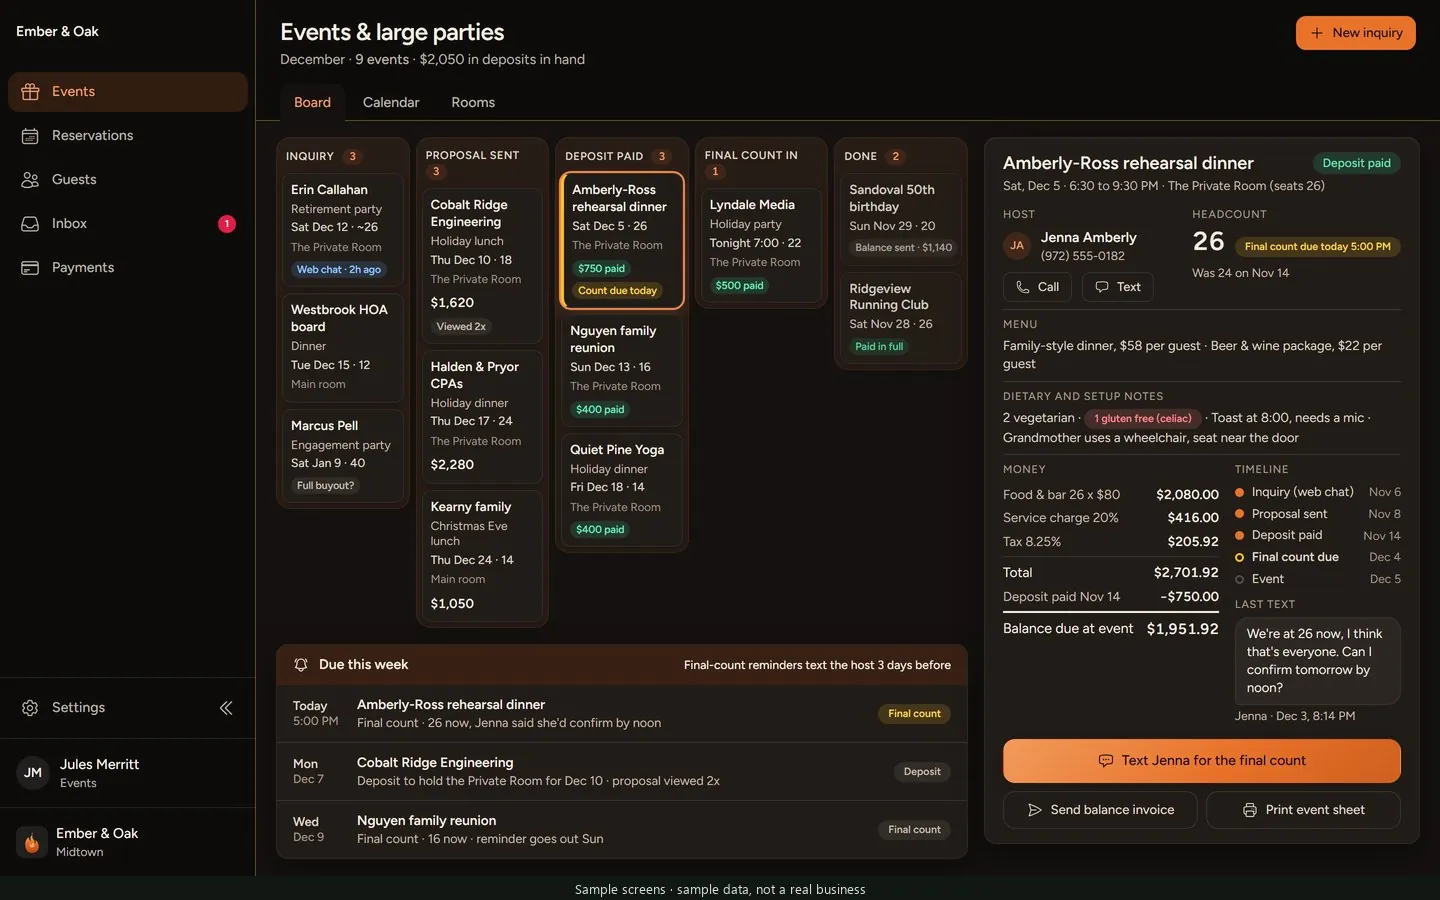 Ember & Oak
Events
Reservations
Guests
Inbox
1
Payments
Settings
JM
Jules Merritt
Events
Ember & Oak
Midtown
Events & large parties
December · 9 events · $2,050 in deposits in hand
New inquiry
Board
Calendar
Rooms
INQUIRY 3
Erin Callahan
Retirement party
Sat Dec 12 · ~26
The Private Room
Web chat · 2h ago
Westbrook HOA
board
Dinner
Tue Dec 15 · 12
Main room
Marcus Pell
Engagement party
Sat Jan 9 · 40
Full buyout?
PROPOSAL SENT
3
Cobalt Ridge
Engineering
Holiday lunch
Thu Dec 10 · 18
The Private Room
$1,620
Viewed 2x
Halden & Pryor
CPAs
Holiday dinner
Thu Dec 17 · 24
The Private Room
$2,280
Kearny family
Christmas Eve
lunch
Thu Dec 24 · 14
Main room
$1,050
DEPOSIT PAID 3
Amberly-Ross
rehearsal dinner
Sat Dec 5 · 26
The Private Room
$750 paid
Count due today
Nguyen family
reunion
Sun Dec 13 · 16
The Private Room
$400 paid
Quiet Pine Yoga
Holiday dinner
Fri Dec 18 · 14
The Private Room
$400 paid
FINAL COUNT IN
1
Lyndale Media
Holiday party
Tonight 7:00 · 22
The Private Room
$500 paid
DONE 2
Sandoval 50th
birthday
Sun Nov 29 · 20
Balance sent · $1,140
Ridgeview
Running Club
Sat Nov 28 · 26
Paid in full
Due this week
Final-count reminders text the host 3 days before
Today
5:00 PM
Amberly-Ross rehearsal dinner
Final count · 26 now, Jenna said she'd confirm by noon
Final count
Mon
Dec 7
Cobalt Ridge Engineering
Deposit to hold the Private Room for Dec 10 · proposal viewed 2x
Deposit
Wed
Dec 9
Nguyen family reunion
Final count · 16 now · reminder goes out Sun
Final count
Amberly-Ross rehearsal dinner
Deposit paid
Sat, Dec 5 · 6:30 to 9:30 PM · The Private Room (seats 26)
HOST
JA
Jenna Amberly
(972) 555-0182
Call
Text
HEADCOUNT
26
Final count due today 5:00 PM
Was 24 on Nov 14
MENU
Family-style dinner, $58 per guest · Beer & wine package, $22 per
guest
DIETARY AND SETUP NOTES
2 vegetarian · 1 gluten free (celiac) · Toast at 8:00, needs a mic ·
Grandmother uses a wheelchair, seat near the door
MONEY
Food & bar 26 x $80 $2,080.00
Service charge 20% $416.00
Tax 8.25% $205.92
Total $2,701.92
Deposit paid Nov 14 -$750.00
Balance due at event $1,951.92
TIMELINE
Inquiry (web chat) Nov 6
Proposal sent Nov 8
Deposit paid Nov 14
Final count due Dec 4
Event Dec 5
LAST TEXT
We're at 26 now, I think
that's everyone. Can I
confirm tomorrow by
noon?
Jenna · Dec 3, 8:14 PM
Text Jenna for the final count
Send balance invoice
Print event sheet
Sample screens · sample data, not a real business